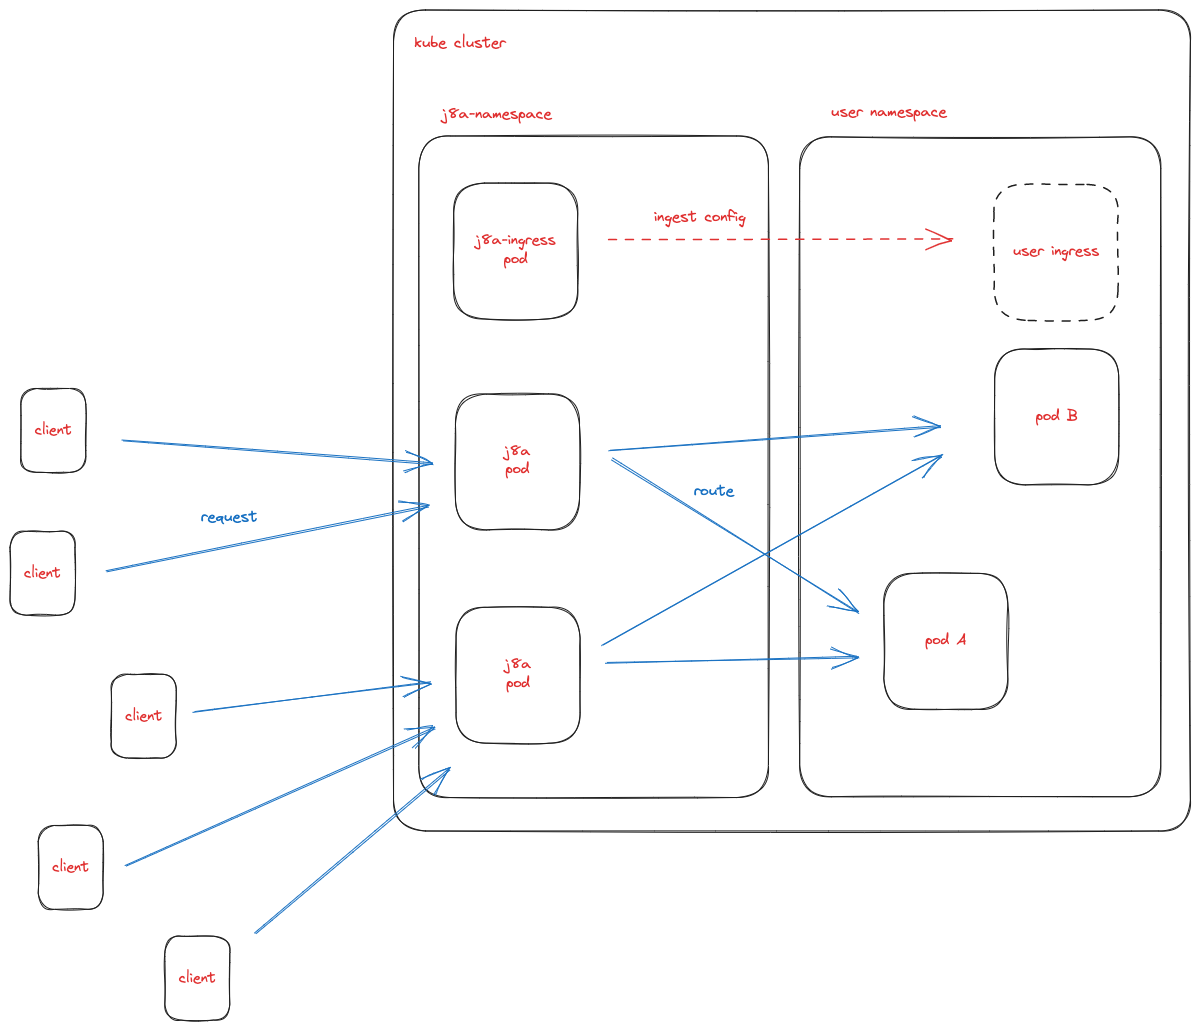 kube cluster
j8a-namespace
user namespace
j8a-ingress
pod
ingest config
user ingress
client
j8a
pod
pod B
request
route
client
j8a
pod
pod A
client
client
client